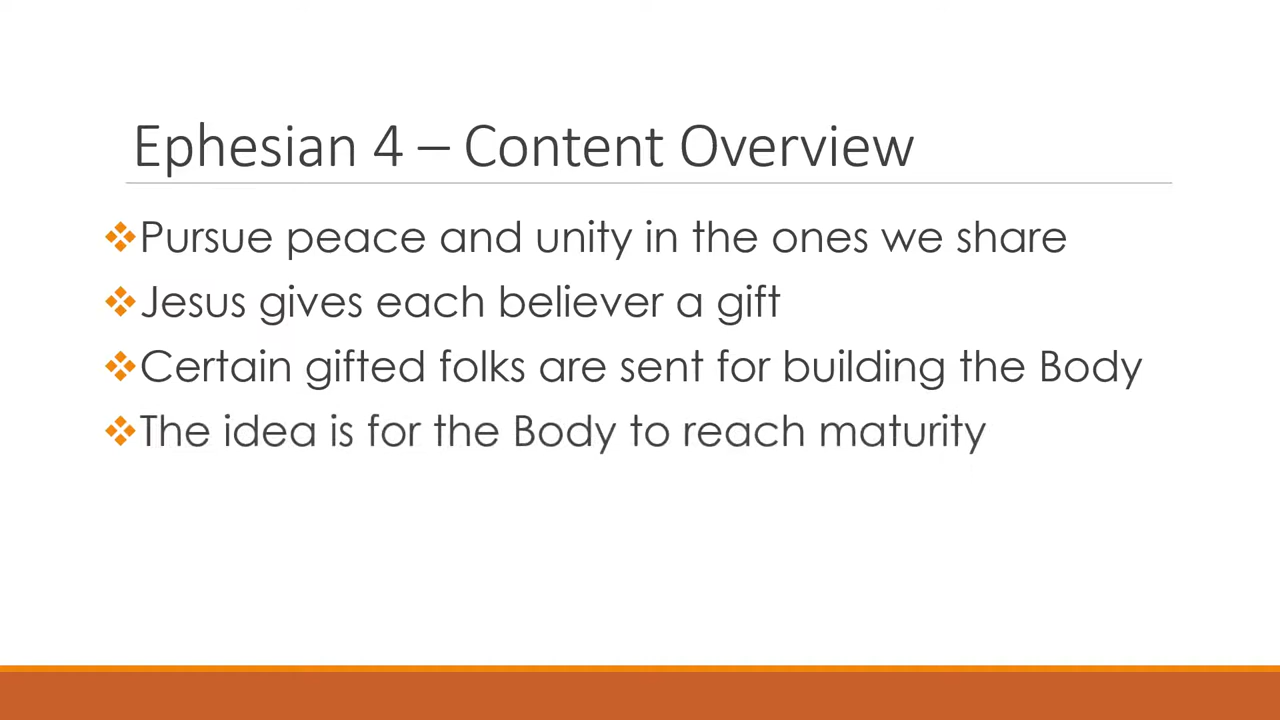 Ephesian 4 – Content Overview
❖Pursue peace and unity in the ones we share
❖Jesus gives each believer a gift
❖Certain gifted folks are sent for building the Body
❖The idea is for the Body to reach maturity